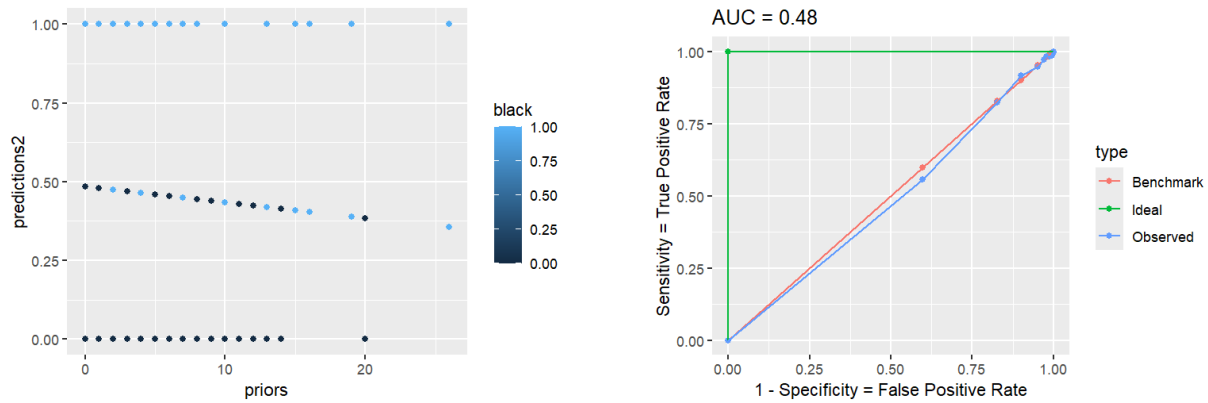 1.00
0.75
0.50
0.25
0.00
predictions2
0
10
20
priors
black
1.00
0.75
0.50
0.25
0.00
AUC = 0.48
1.00
0.75
0.50
0.25
0.00
Sensitivity = True Positive Rate
0.00
0.25
0.50
0.75
1.00
1 - Specificity = False Positive Rate
type
Benchmark
Ideal
Observed